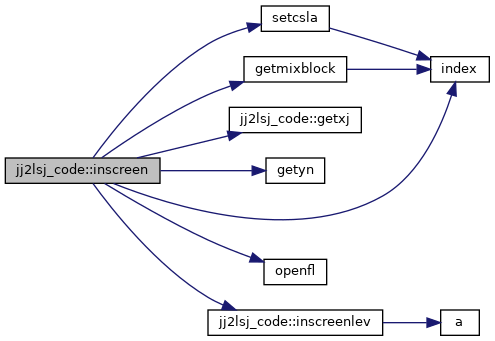 setcsla
getmixblock
index
jj2lsj_code::getxj
jj2lsj_code::inscreen
getyn
openfl
jj2lsj_code::inscreenlev
a